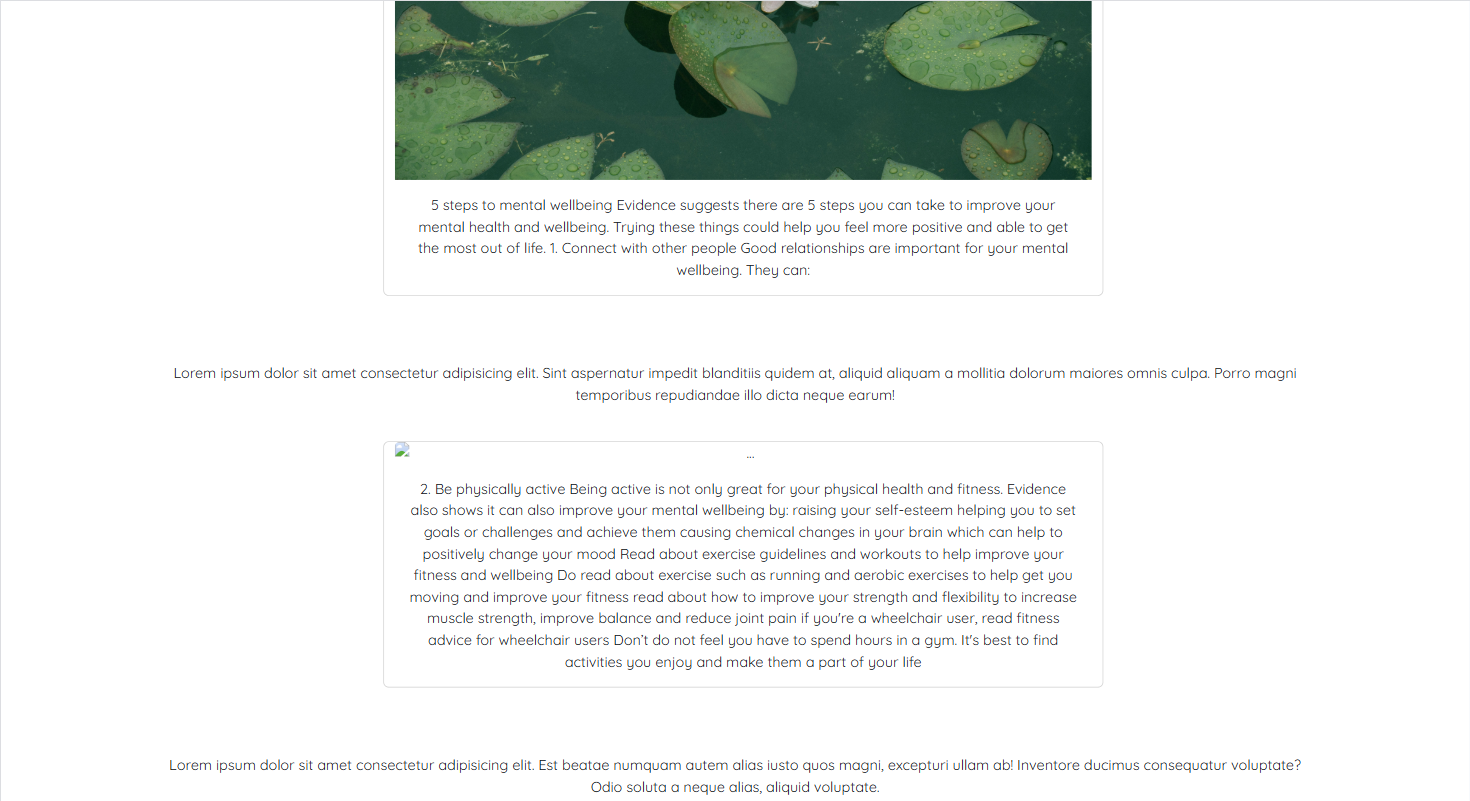 5 steps to mental wellbeing Evidence suggests there are 5 steps you can take to improve your
mental health and wellbeing. Trying these things could help you feel more positive and able to get
the most out of life. 1. Connect with other people Good relationships are important for your mental
wellbeing. They can:
Lorem ipsum dolor sit amet consectetur adipisicing elit. Sint aspernatur impedit blanditiis quidem at, aliquid aliquam a mollitia dolorum maiores omnis culpa. Porro magni
temporibus repudiandae illo dicta neque earum!
...
2. Be physically active Being active is not only great for your physical health and fitness. Evidence
also shows it can also improve your mental wellbeing by: raising your self-esteem helping you to set
goals or challenges and achieve them causing chemical changes in your brain which can help to
positively change your mood Read about exercise guidelines and workouts to help improve your
fitness and wellbeing Do read about exercise such as running and aerobic exercises to help get you
moving and improve your fitness read about how to improve your strength and flexibility to increase
muscle strength, improve balance and reduce joint pain if you're a wheelchair user, read fitness
advice for wheelchair users Don't do not feel you have to spend hours in a gym. It's best to find
activities you enjoy and make them a part of your life
Lorem ipsum dolor sit amet consectetur adipisicing elit. Est beatae numquam autem alias iusto quos magni, excepturi ullam ab! Inventore ducimus consequatur voluptate?
Odio soluta a neque alias, aliquid voluptate.